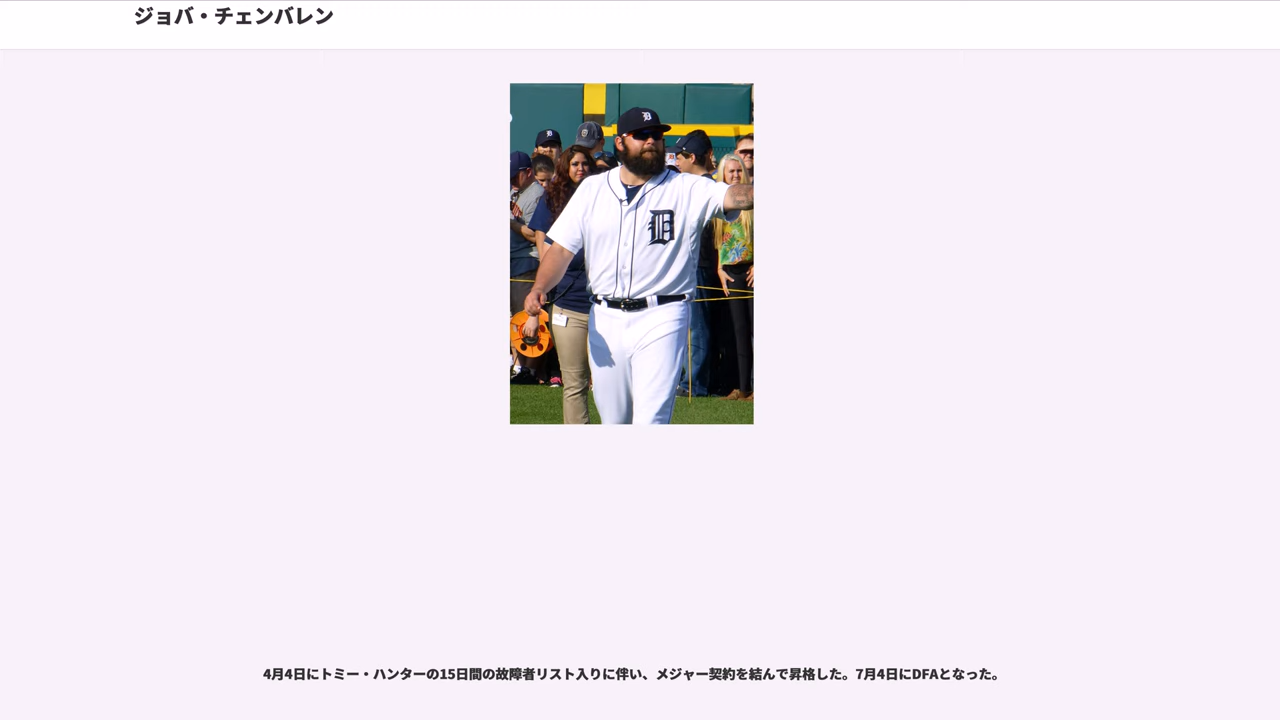 ジョバ・チェンバレン
4月4日にトミー・ハンターの15日間の故障者リスト入りに伴い、メジャー契約を結んで昇格した。7月4日にDFAとなった。